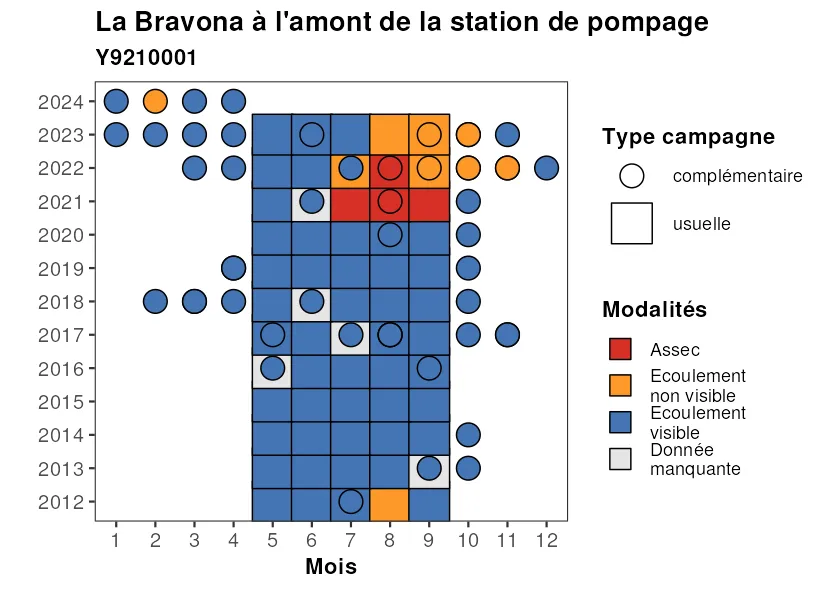 La Bravona à l'amont de la station de pompage
Y9210001
2024
2023
2022
2021
2020
2019
2018
2017
2016
2015
2014
2013
2012
1 2 3 4 5 6 7 8 9 10 11 12
Mois
Type campagne
complémentaire
usuelle
Modalités
Assec
Ecoulement
non visible
Ecoulement
visible
Donnée
manquante